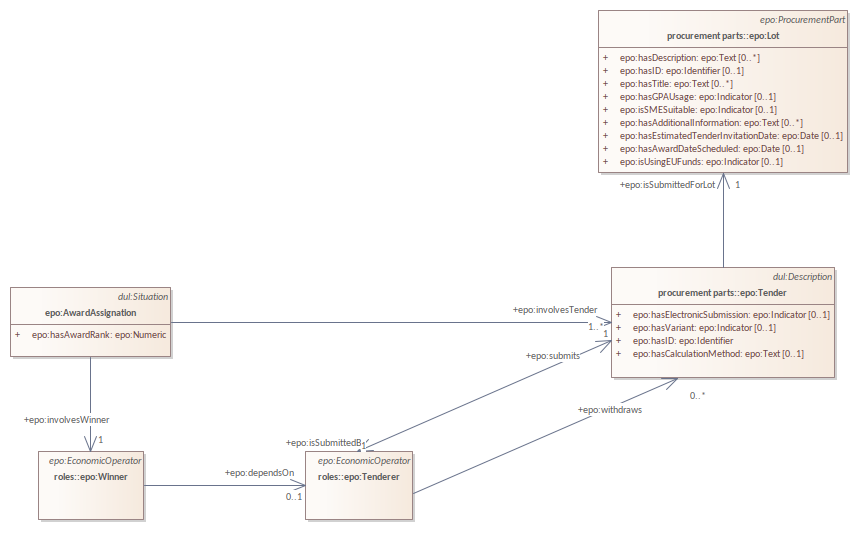 epo:ProcurementPart
procurement parts::epo:Lot
+ epo:hasDescription: epo:Text [0..*]
+ epo:hasID: epo:Identifier [0..1]
+ epo:hasTitle: epo:Text [0..*]
+ epo:hasGPAUsage: epo:Indicator [0..1]
+ epo:isSMESuitable: epo:Indicator [0..1]
+ epo:hasAdditionalInformation: epo:Text [0..*]
+ epo:hasEstimatedTenderInvitationDate: epo:Date [0..1]
+ epo:hasAwardDateScheduled: epo:Date [0..1]
+ epo:isUsingEUFunds: epo:Indicator [0..1]
+epo:isSubmittedForLot 1
dul:Description
procurement parts::epo:Tender
+ epo:hasElectronicSubmission: epo:Indicator [0..1]
+ epo:hasVariant: epo:Indicator [0..1]
+ epo:hasID: epo:Identifier
+ epo:hasCalculationMethod: epo:Text [0..1]
dul:Situation
epo:AwardAssignation
+ epo:hasAwardRank: epo:Numeric
+epo:involvesTender
1..*
1
+epo:submits
0..*
+epo:withdraws
+epo:involvesWinner
1
+epo:isSubmittedB
1
epo:EconomicOperator
roles::epo:Winner
+epo:dependsOn
0..1
epo:EconomicOperator
roles::epo:Tenderer